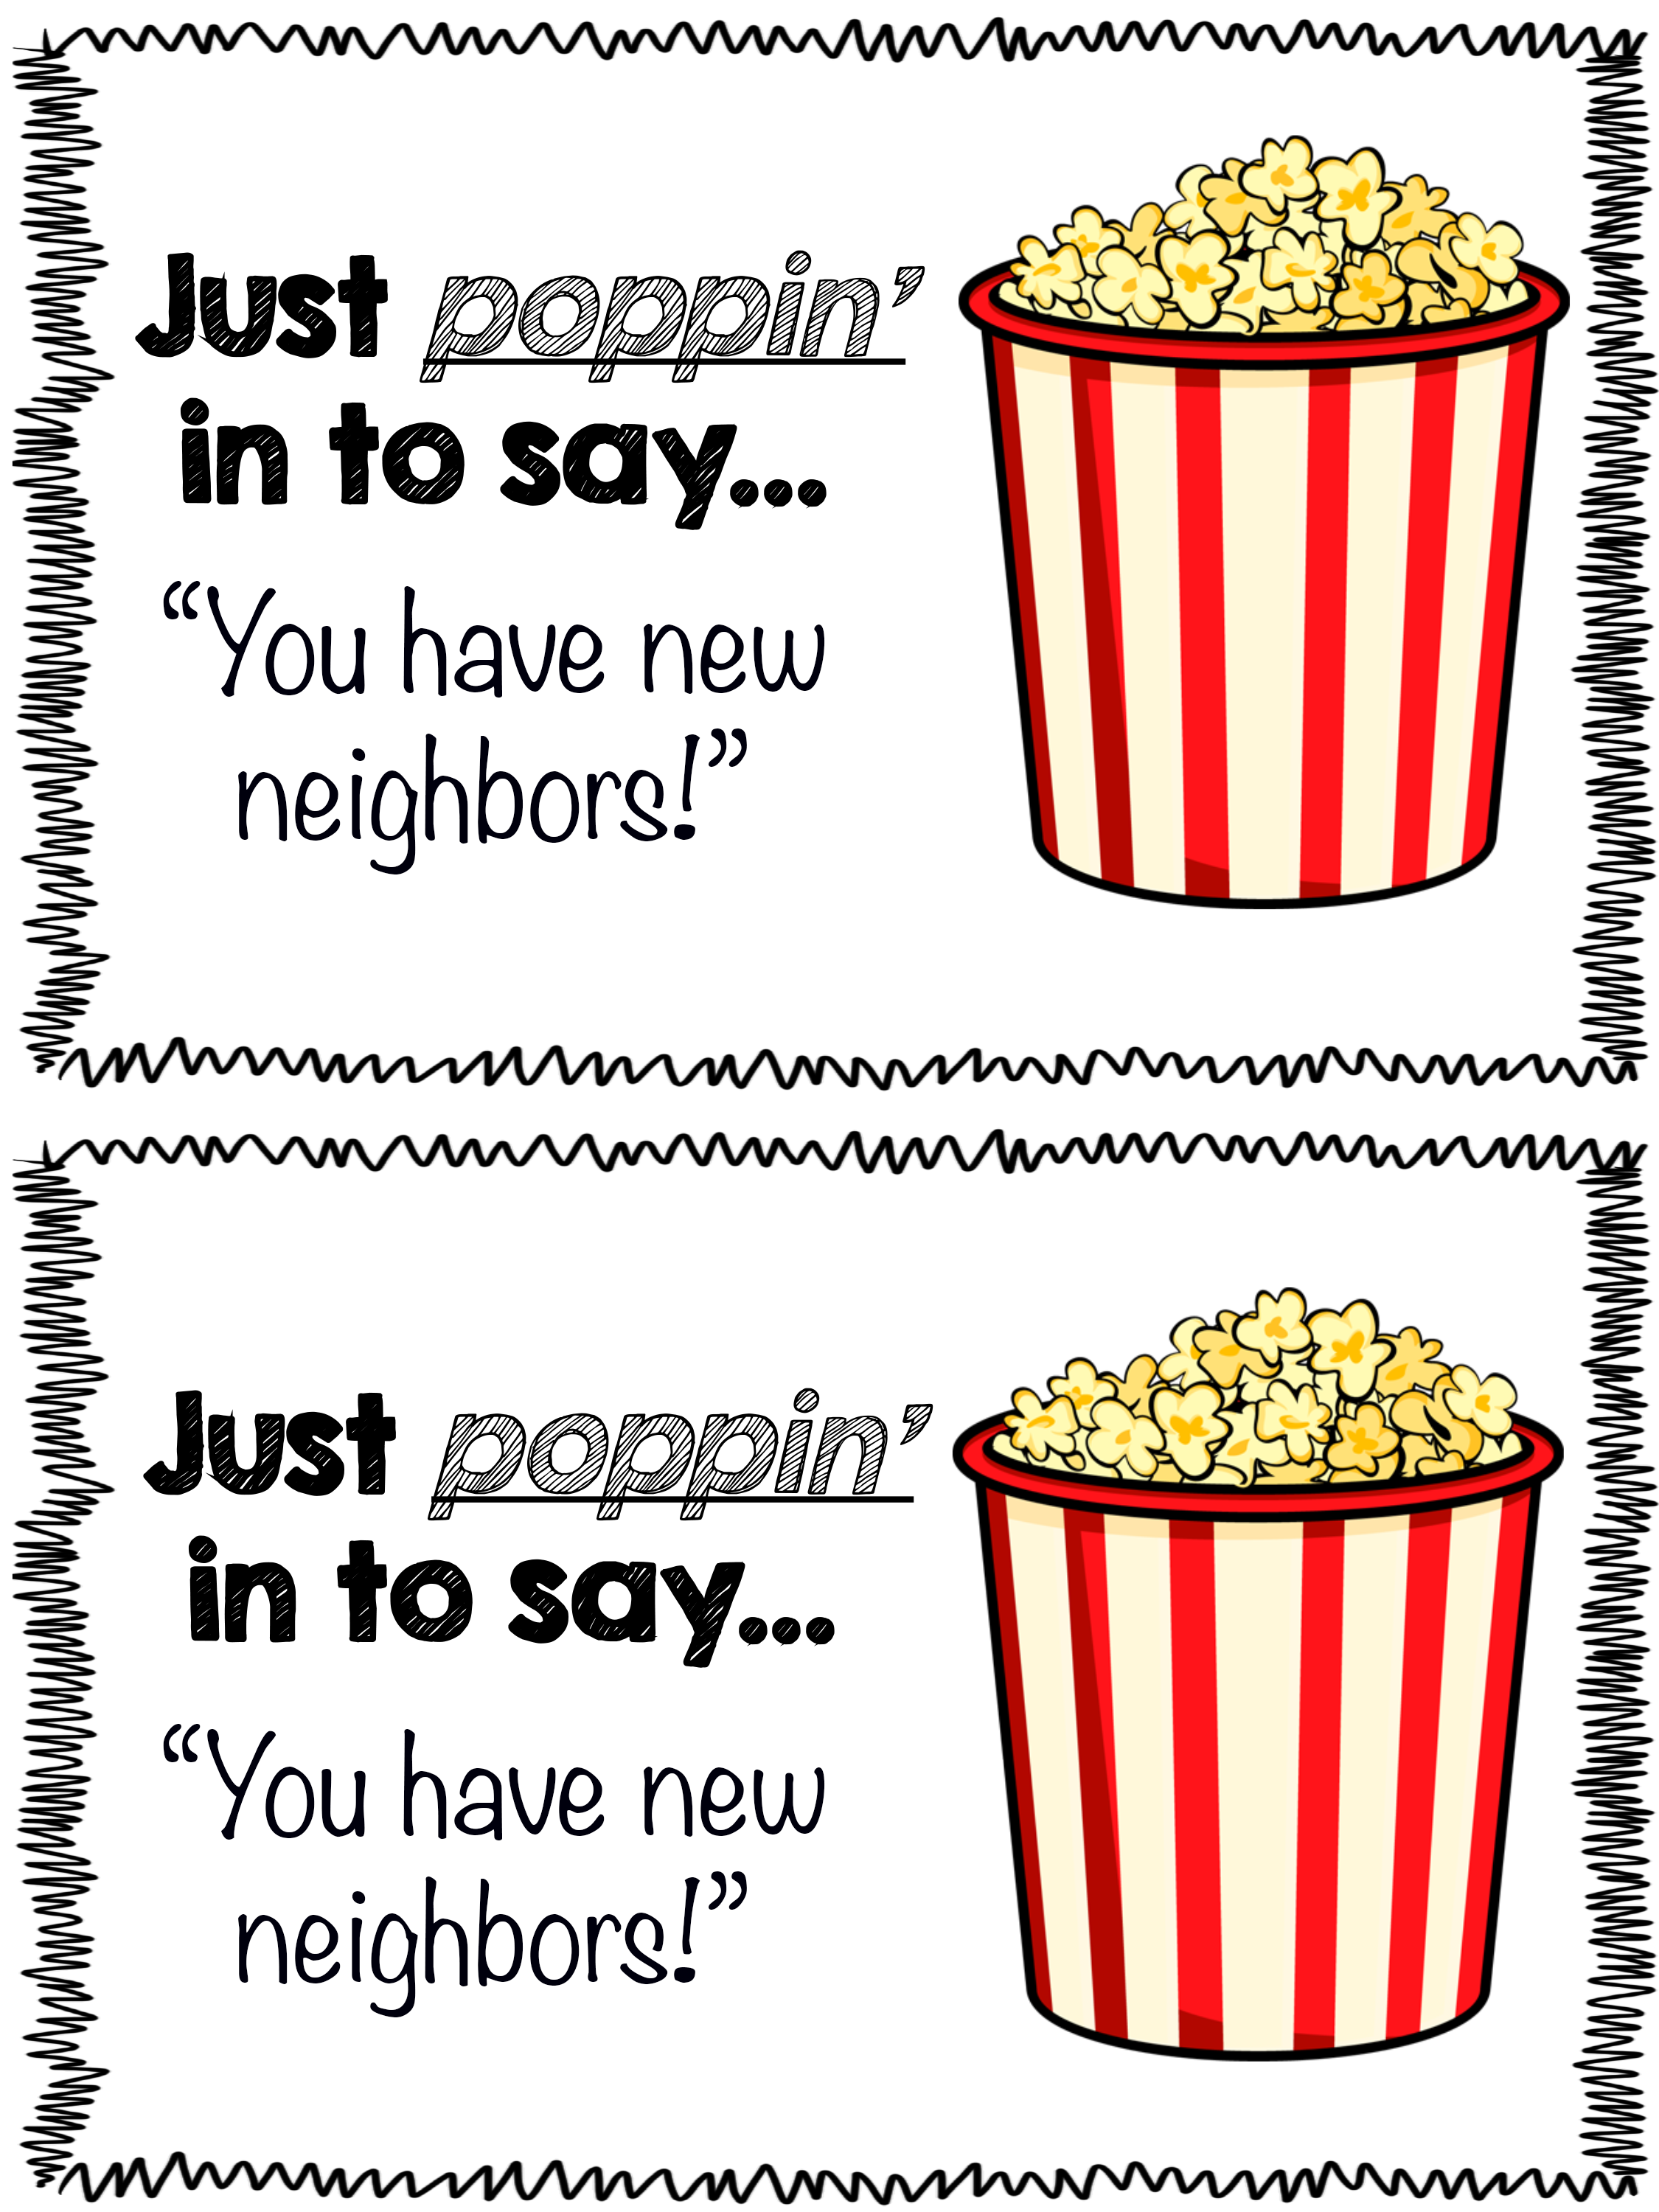 Just poppin’
in to say...
“You have new
neighbors!”
Just poppin’
in to say...
“You have new
neighbors!”